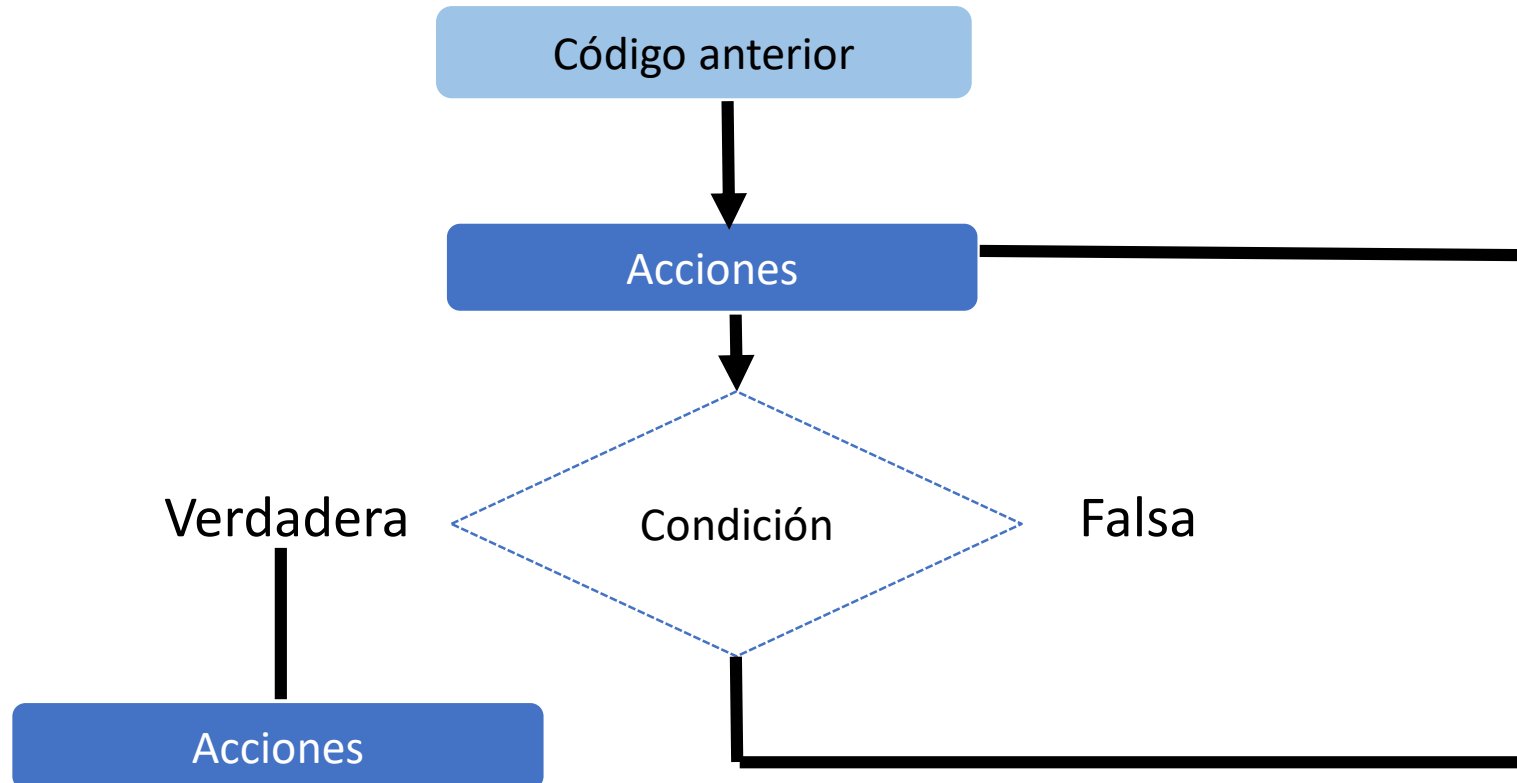 Código anterior
Acciones
Verdadera
Condición
Falsa
Acciones